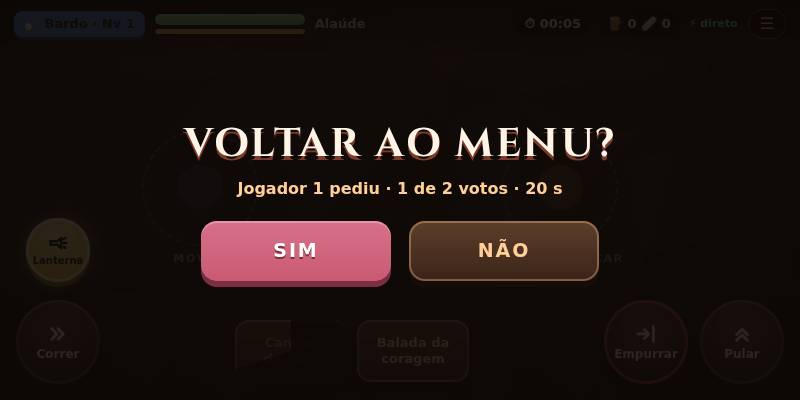 Bardo · Nv 1
Alaúde
00:05
0
0
⚡ direto
VOLTAR AO MENU?
Jogador 1 pediu · 1 de 2 votos · 20 s
SIM
NÃO
Lanterna
Correr
Balada da
coragem
Empurrar
Pular